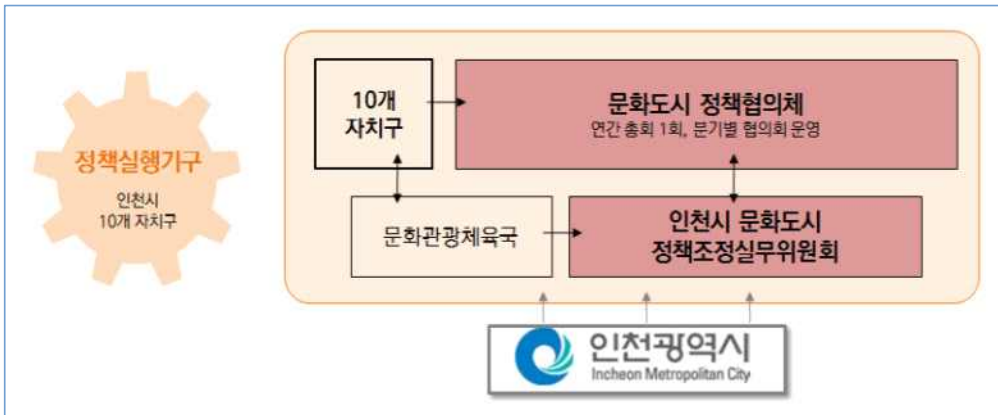 정책실행기구
인천시
10개 자치구
10개
자치구
문화도시 정책협의체
연간 총회 1회, 분기별 협의회 운영
문화관광체육국
인천시 문화도시
정책조정실무위원회
인천광역시
Incheon Metropolitan City